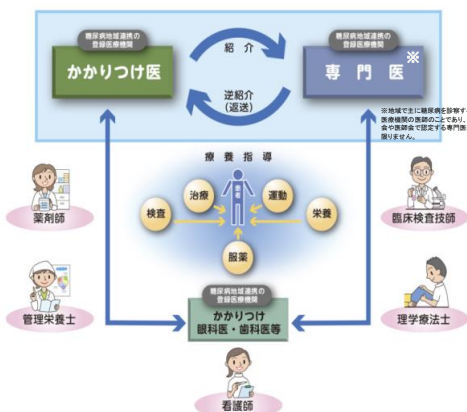 糖尿病地域連携の
登録医療機関
かかりつけ医
紹 介
逆紹介
(返送)
糖尿病地域連携の
登録医療機関
専 門 医
※
※地域で主に糖尿病を診察す
医療機関の医師のことであり、
会や医師会で認定する専門医
限りません。
療 養 指 導
治療
運動
検査
栄養
患者
服薬
薬剤師
臨床検査技師
管理栄養士
理学療法士
糖尿病地域連携の
登録医療機関
かかりつけ
眼科医・歯科医等
看護師